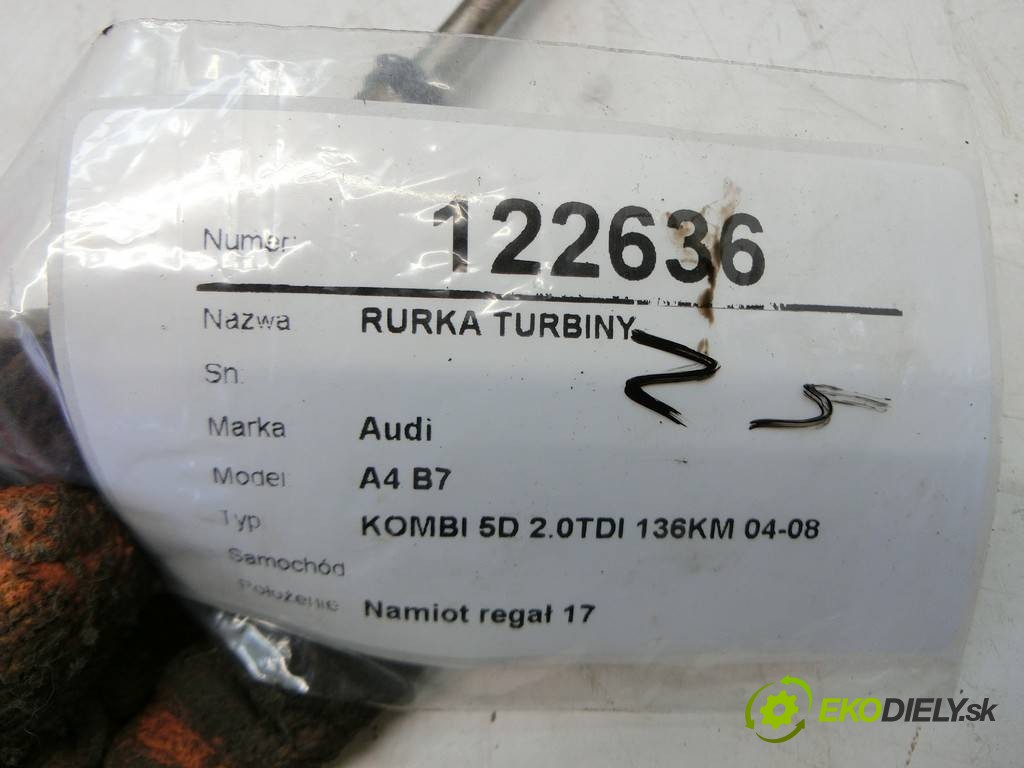 Numer: 122636
Nazwa RURKA TURBINY
Sn.
Marka Audi
Model A4 B7
Typ KOMBI 5D 2.0TDI 136KM 04-08
Samochód
Położenie Namiot regał 17
EKODIELY.sk